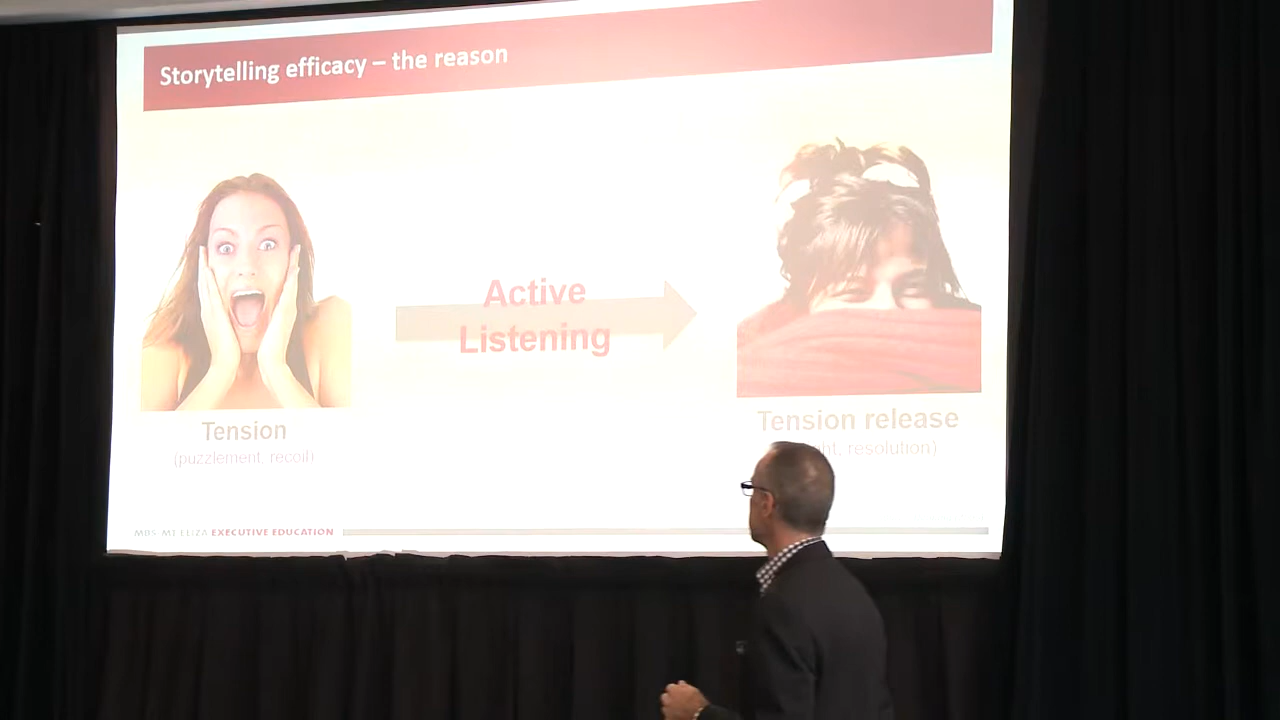 Storytelling efficacy – the reason
Active
Listening
Tension
(puzzlement, recoil)
Tension release
resolution)
MBS-MT ELIZA EXECUTIVE EDUCATION